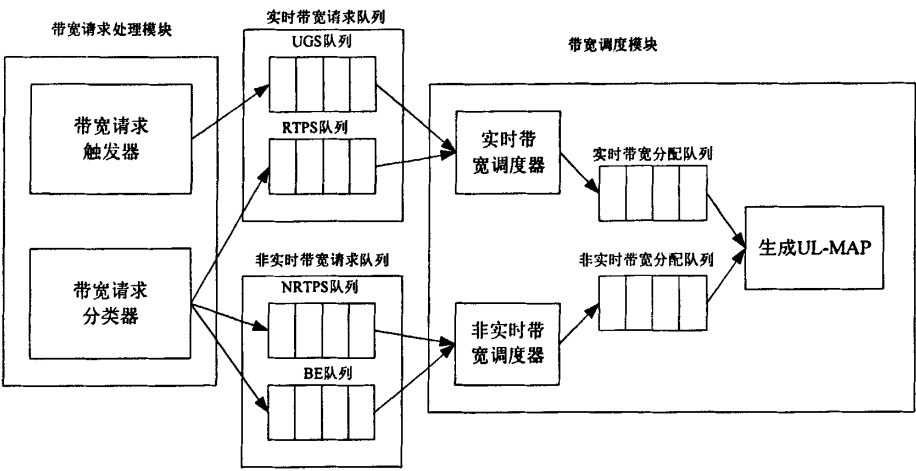 带宽请求处理模块
带宽请求
触发器
带宽请求
分类器
实时带宽请求队列
UGS队列
RTPS队列
非实时带宽请求队列
NRTPS队列
BE队列
带宽调度模块
实时带
宽调度器
非实时带
宽调度器
实时带宽分配队列
非实时带宽分配队列
生成UL-MAP